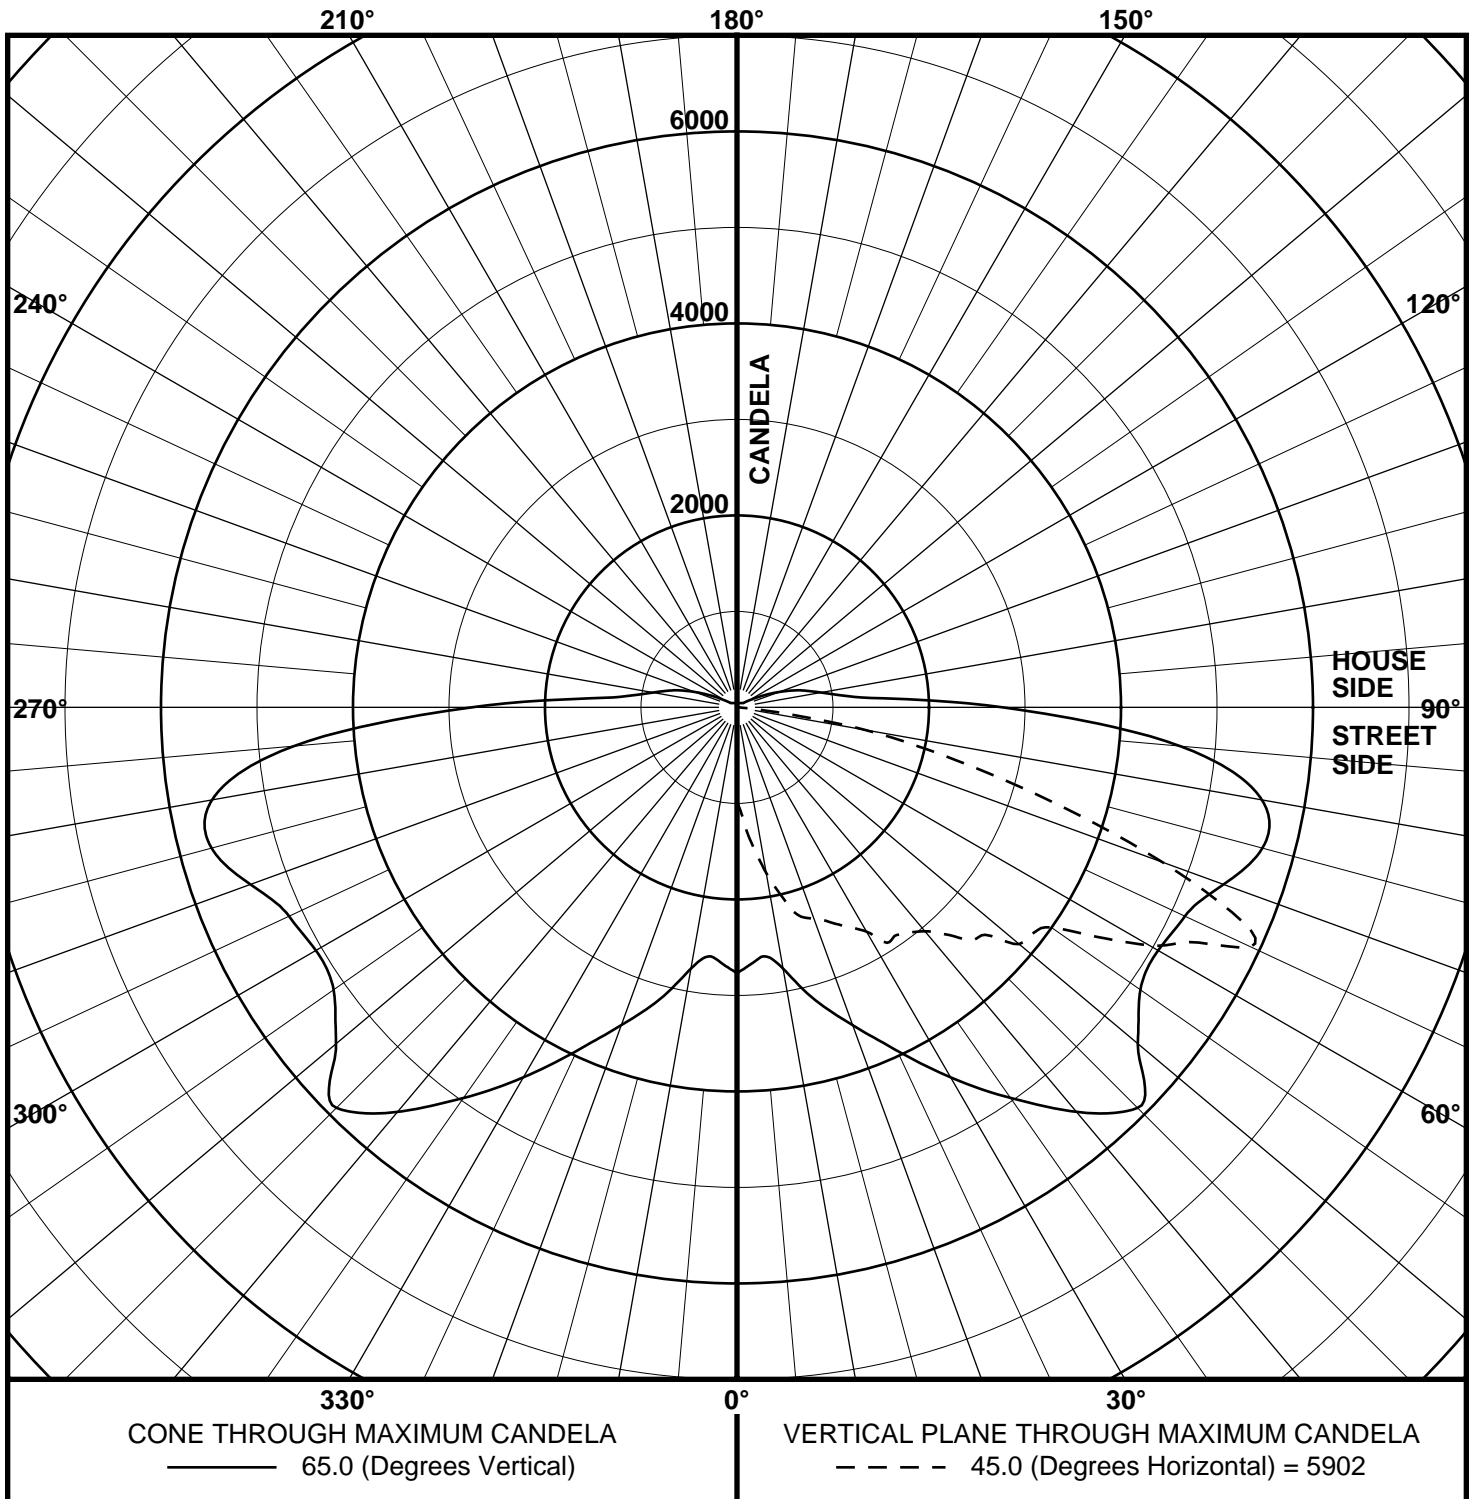 210°
180°
150°
6000
240°
120°
4000
CANDELA
2000
HOUSE
SIDE
270°
90°
STREET
SIDE
300°
60°
330°
0°
30°
CONE THROUGH MAXIMUM CANDELA
65.0 (Degrees Vertical)
VERTICAL PLANE THROUGH MAXIMUM CANDELA
45.0 (Degrees Horizontal) = 5902